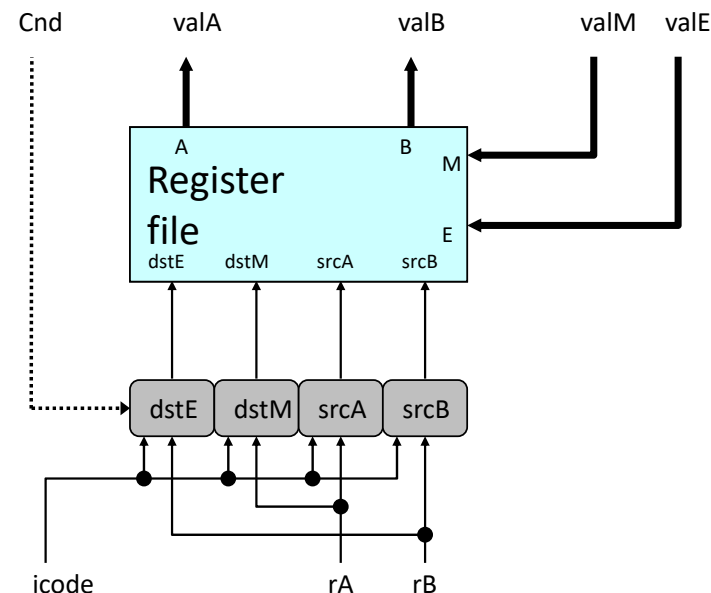 Cnd valA valB valM valE
A B
M
Register
file
E
dstE dstM srcA srcB
dstE dstM srcA srcB
icode rA rB